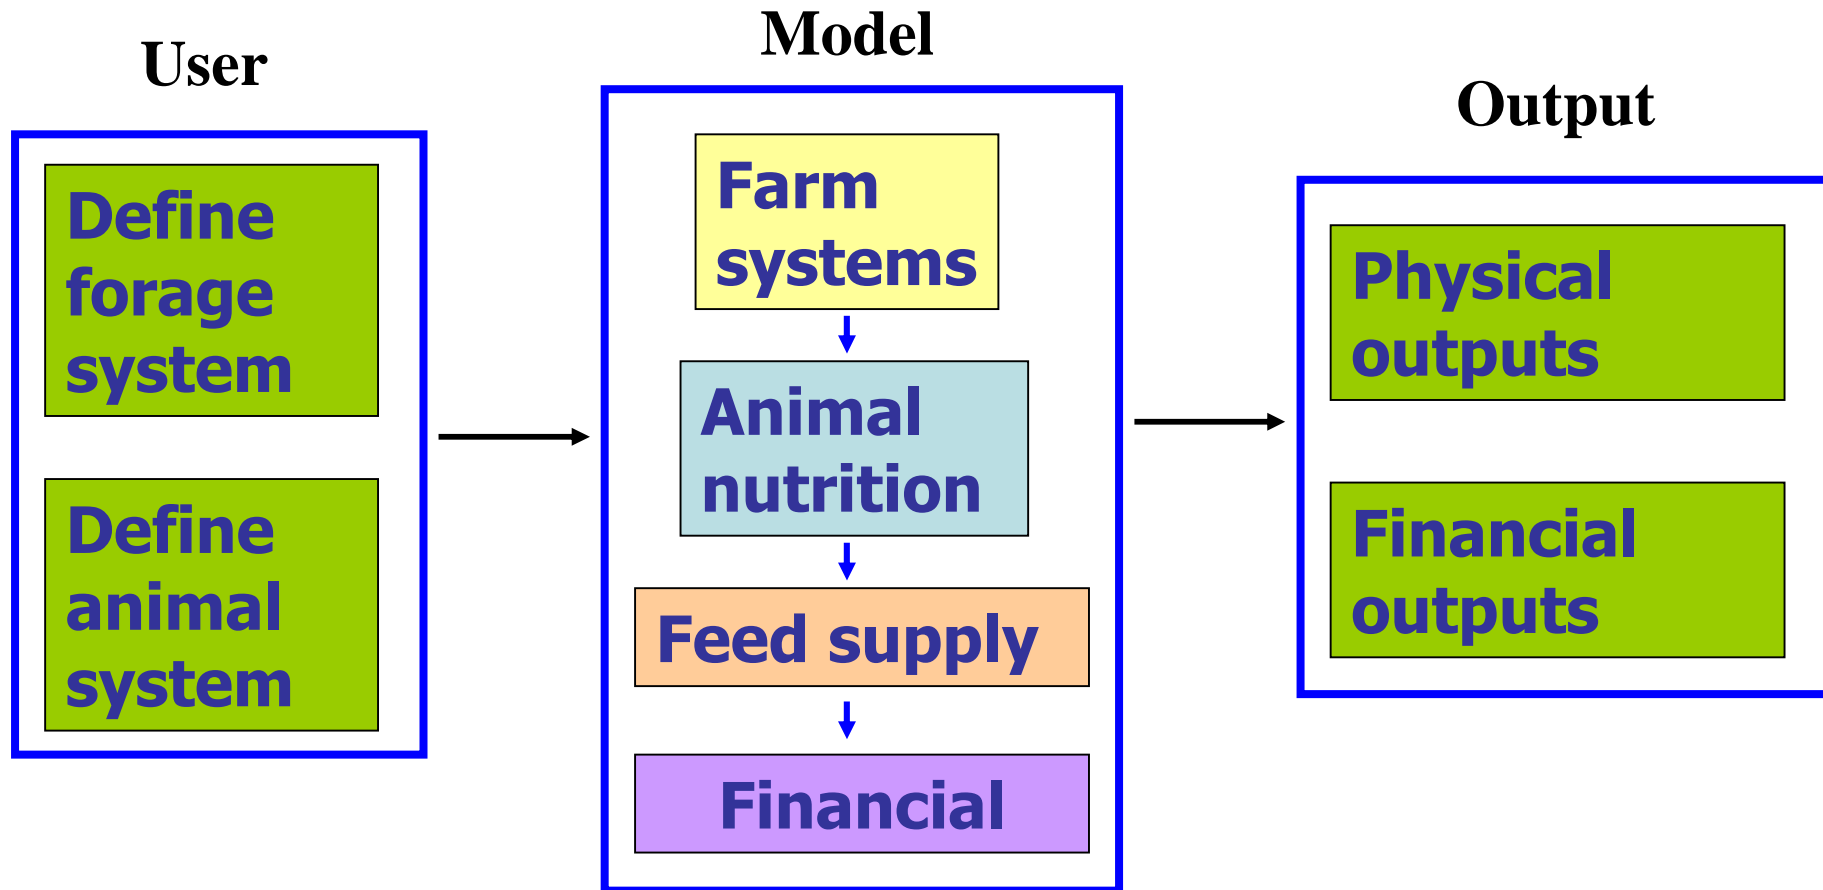 User
Define
forage
system
Define
animal
system
Model
Farm
systems
Animal
nutrition
Feed supply
Financial
Output
Physical
outputs
Financial
outputs